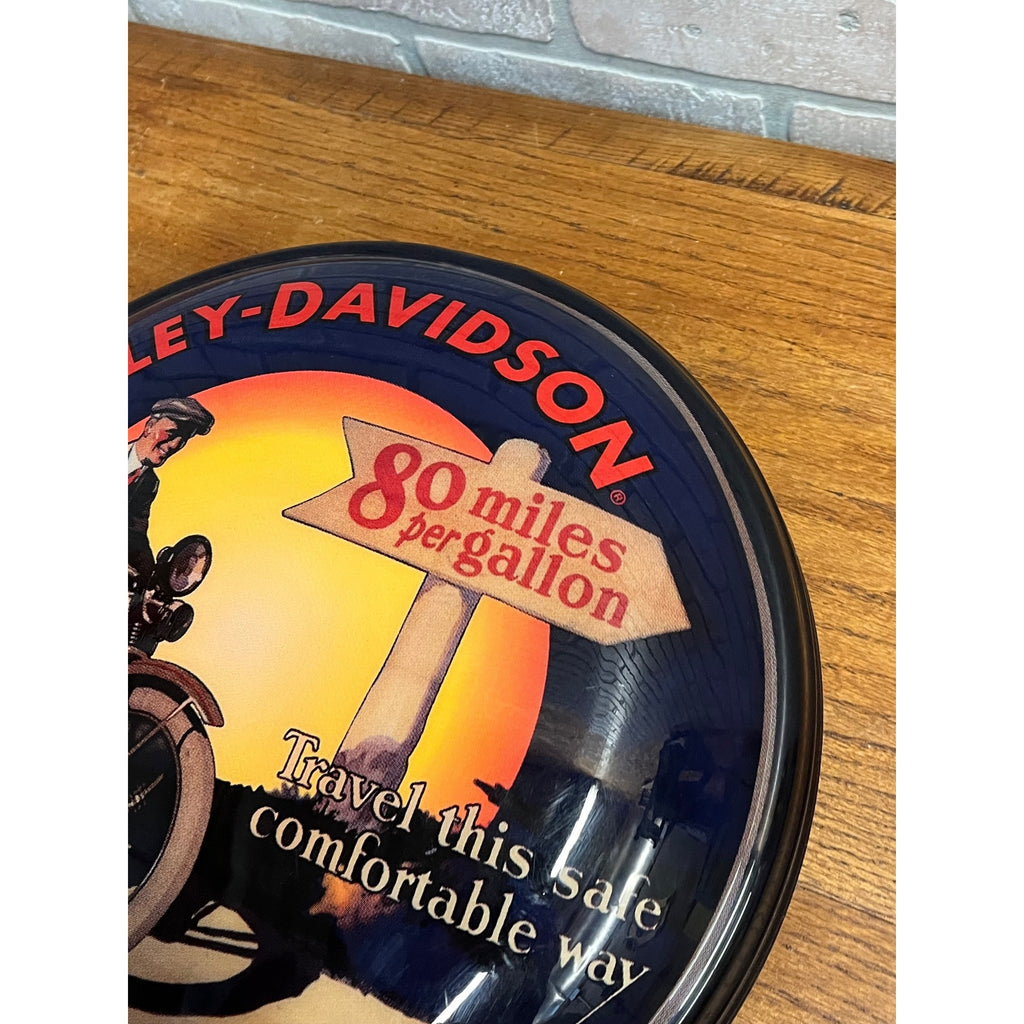 LEY-DAVIDSON®
80 miles
per gallon
Travel this safe
comfortable way